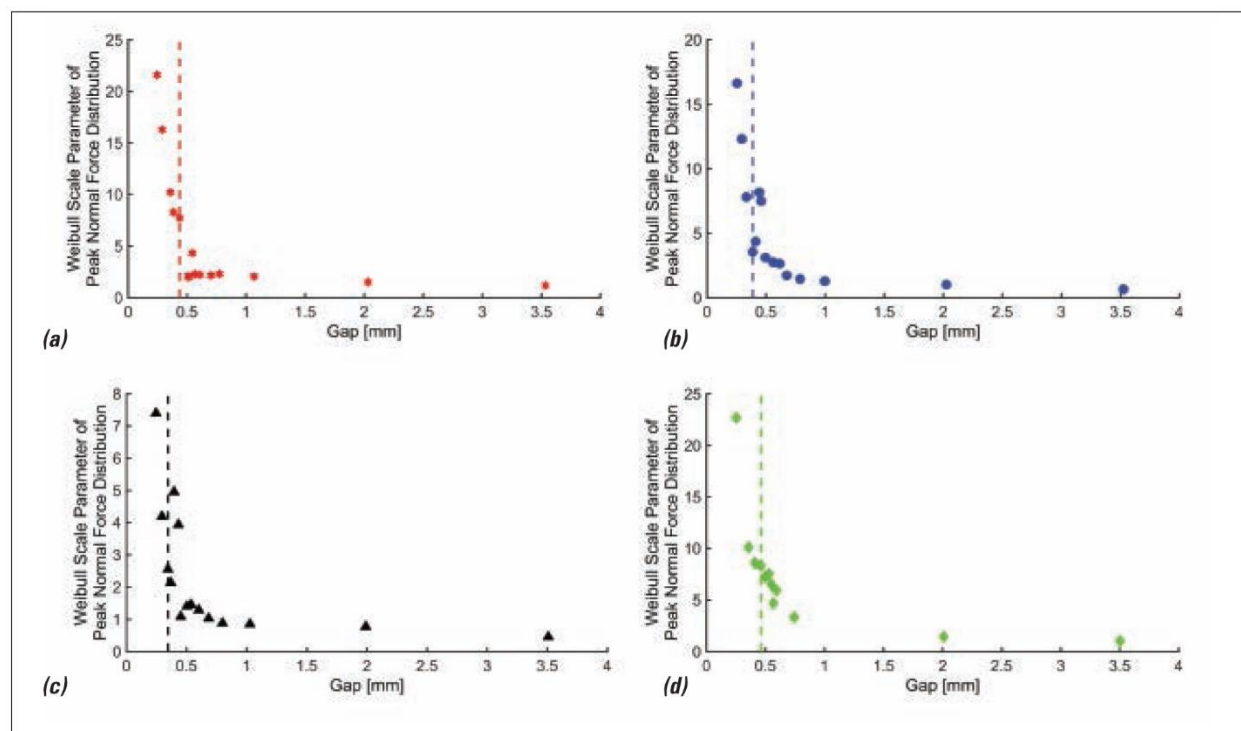 Weibull Scale Parameter of
Peak Normal Force Distribution
25
20
15
10
5
0
0 0.5 1 1.5 2 2.5 3 3.5 4
Gap [mm]
(a)
Weibull Scale Parameter of
Peak Normal Force Distribution
20
15
10
5
0
0 0.5 1 1.5 2 2.5 3 3.5 4
Gap [mm]
(b)
Weibull Scale Parameter of
Peak Normal Force Distribution
8
7
6
5
4
3
2
1
0
0 0.5 1 1.5 2 2.5 3 3.5 4
Gap [mm]
(c)
Weibull Scale Parameter of
Peak Normal Force Distribution
25
20
15
10
5
0
0 0.5 1 1.5 2 2.5 3 3.5 4
Gap [mm]
(d)